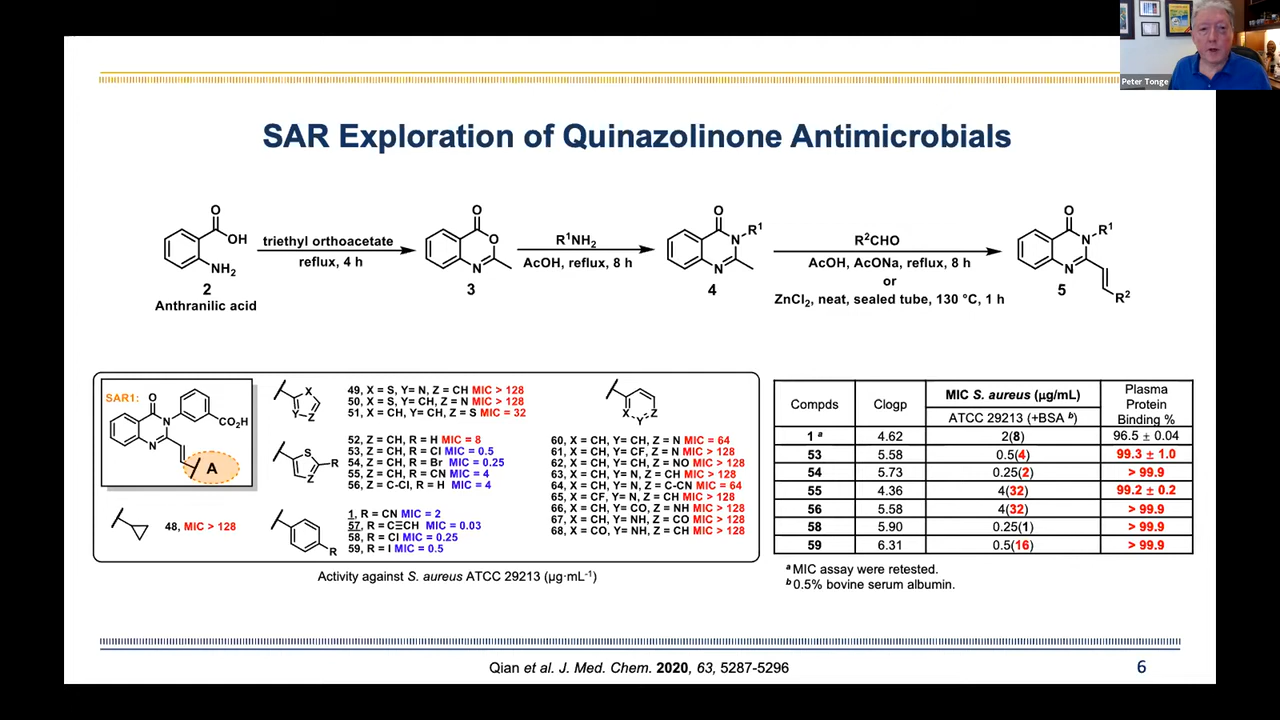 Peter Tonge
SAR Exploration of Quinazolinone Antimicrobials
O
OH
NH2
2
Anthranilic acid
triethyl orthoacetate
reflux, 4 h
O
O
N
3
R1NH2
AcOH, reflux, 8 h
O
N R1
N
4
R2CHO
AcOH, AcONa, reflux, 8 h
or
ZnCl2, neat, sealed tube, 130 °C, 1 h
O
N R1
N
R2
5
SAR1:
O
N
CO2H
N
A
48, MIC > 128
X
Y
Z
49, X = S, Y= N, Z = CH MIC > 128
50, X = S, Y= CH, Z = N MIC > 128
51, X = CH, Y=CH, Z = S MIC = 32
S
R
Z
52, Z = CH, R = H MIC = 8
53, Z = CH, R = Cl MIC = 0.5
54, Z = CH, R = Br MIC = 0.25
55, Z = CH, R = CN MIC = 4
56, Z = C-Cl, R = H MIC = 4
R
1, R = CN MIC = 2
57, R = C≡CH MIC = 0.03
58, R = Cl MIC = 0.25
59, R = I MIC = 0.5
X
Y
Z
60, X = CH, Y= CH, Z = N MIC = 64
61, X = CH, Y= CF, Z = N MIC > 128
62, X = CH, Y= CH, Z = NO MIC > 128
63, X = CH, Y= N, Z = CH MIC > 128
64, X = CH, Y= N, Z = C-CN MIC = 64
65, X = CF, Y= N, Z = CH MIC > 128
66, X = CH, Y= CO, Z = NH MIC > 128
67, X = CH, Y= NH, Z = CO MIC > 128
68, X = CO, Y= NH, Z = CH MIC > 128
Activity against S. aureus ATCC 29213 (µg·mL-1)
Compds Clogp MIC S. aureus (µg/mL) Plasma Protein Binding %
ATCC 29213 (+BSA b)
1 a 4.62 2(8) 96.5 ± 0.04
53 5.58 0.5(4) 99.3 ± 1.0
54 5.73 0.25(2) > 99.9
55 4.36 4(32) 99.2 ± 0.2
56 5.58 4(32) > 99.9
58 5.90 0.25(1) > 99.9
59 6.31 0.5(16) > 99.9
a MIC assay were retested.
b 0.5% bovine serum albumin.
Qian et al. J. Med. Chem. 2020, 63, 5287-5296
6